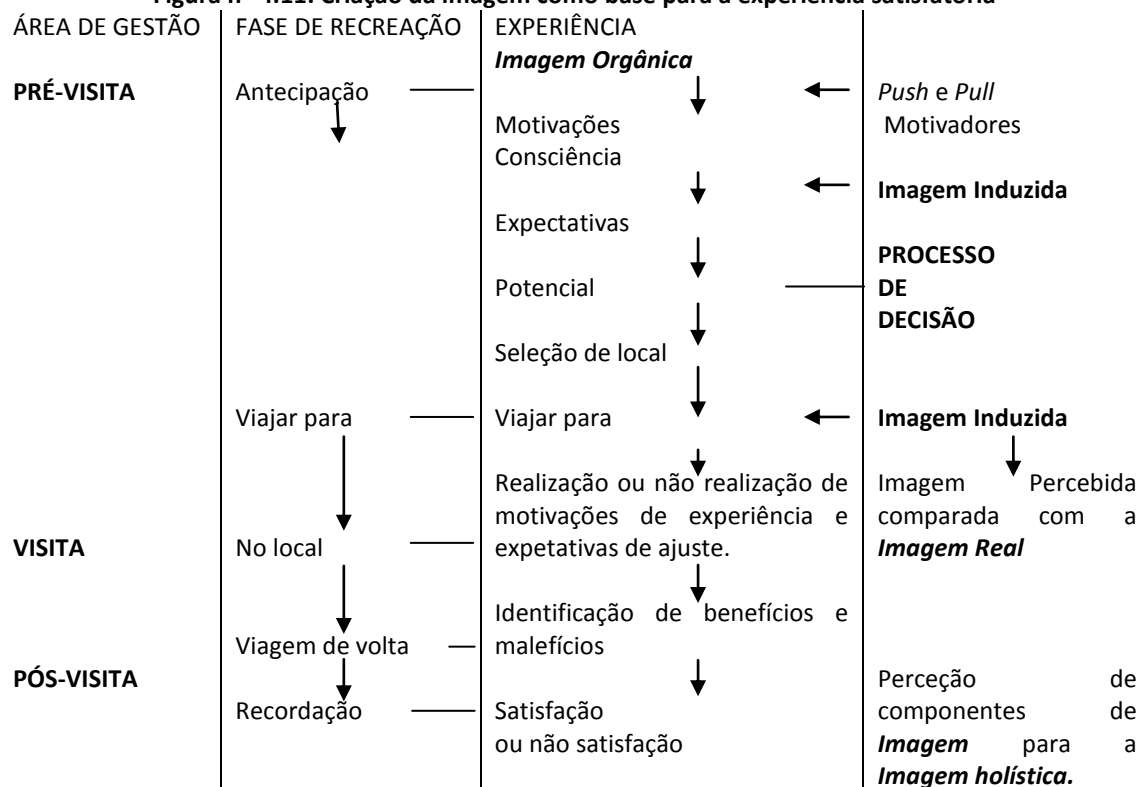 Figura Criação da imagem como base para a experiência satisfatória
ÁREA DE GESTÃO FASE DE RECREAÇÃO EXPERIÊNCIA
Imagem Orgânica
PRÉ-VISITA Antecipação Push e Pull
Motivações Motivadores
Consciência
Imagem Induzida
Expectativas
PROCESSO
Potencial DE
DECISÃO
Seleção de local
Viajar para Viajar para Imagem Induzida
Realização ou não realização de Imagem Percebida
motivações de experiência e comparada com a
VISITA No local expetativas de ajuste. Imagem Real
Identificação de benefícios e
Viagem de volta malefícios
PÓS-VISITA Perceção de
Recordação Satisfação componentes de
ou não satisfação Imagem para a
Imagem holística.